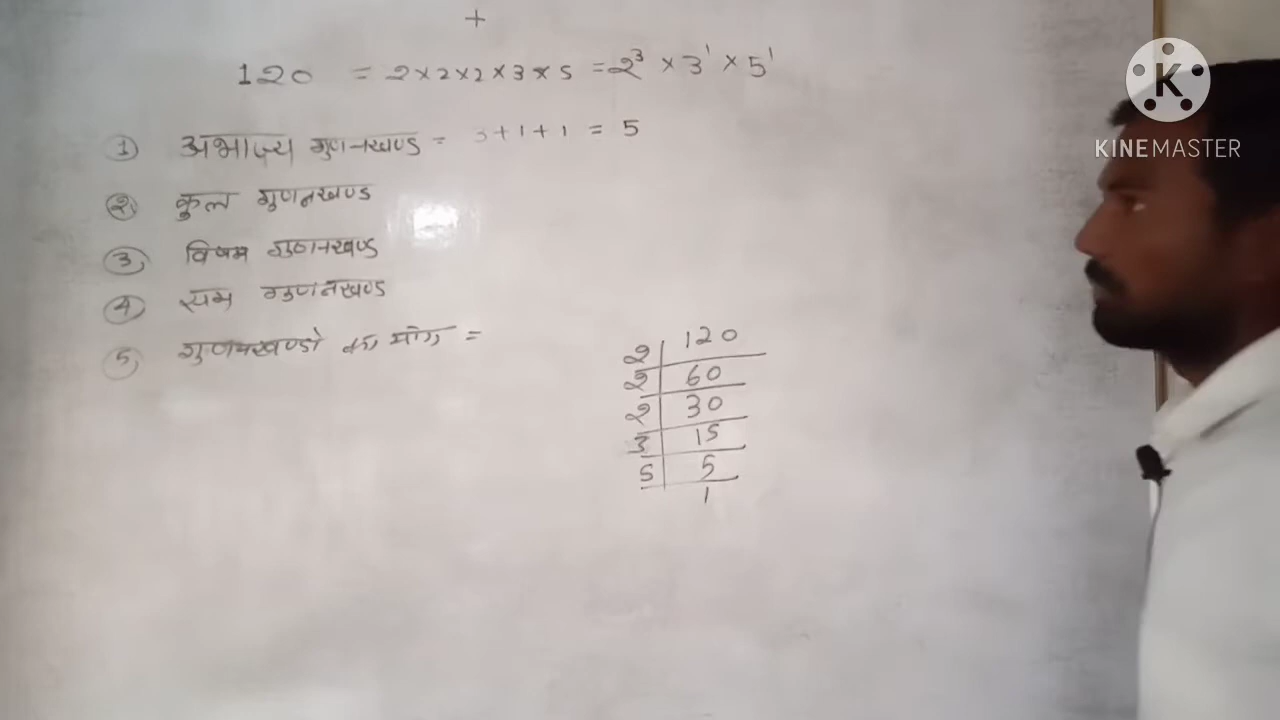 +
120 = 2×2×2×3×5 = 2³ × 3¹ × 5¹
① अभाज्य गुणनखण्ड = 3+1+1 = 5
② कुल गुणनखण्ड
③ विषम गुणनखण्ड
④ सम गुणनखण्ड
⑤ गुणनखण्डो का योग =
2 | 120
2 | 60
2 | 30
3 | 15
5 | 5
1
K
KINEMASTER